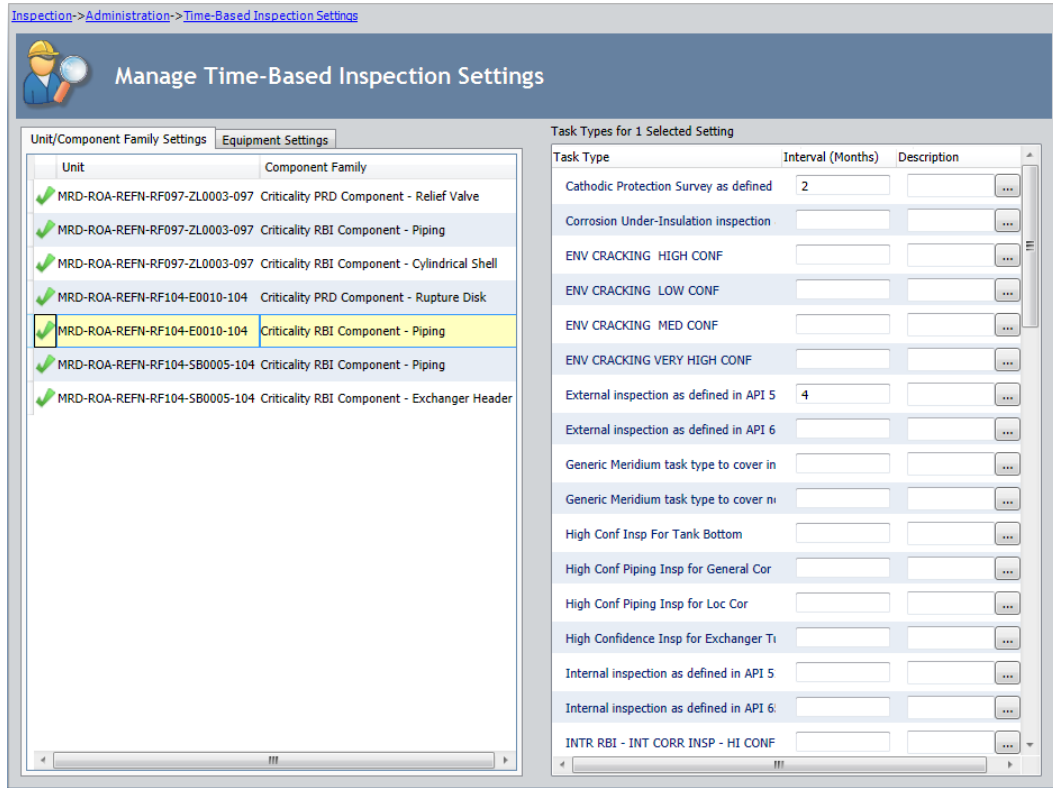 Inspection->Administration->Time-Based Inspection Settings
Manage Time-Based Inspection Settings
Unit/Component Family Settings Equipment Settings
Unit Component Family
MRD-ROA-REFN-RF097-ZL0003-097 Criticality PRD Component - Relief Valve
MRD-ROA-REFN-RF097-ZL0003-097 Criticality RBI Component - Piping
MRD-ROA-REFN-RF097-ZL0003-097 Criticality RBI Component - Cylindrical Shell
MRD-ROA-REFN-RF104-E0010-104 Criticality PRD Component - Rupture Disk
MRD-ROA-REFN-RF104-E0010-104 Criticality RBI Component - Piping
MRD-ROA-REFN-RF104-SB0005-104 Criticality RBI Component - Piping
MRD-ROA-REFN-RF104-SB0005-104 Criticality RBI Component - Exchanger Header
Task Types for 1 Selected Setting
Task Type Interval (Months) Description
Cathodic Protection Survey as defined 2 ...
Corrosion Under-Insulation inspection ...
ENV CRACKING HIGH CONF ...
ENV CRACKING LOW CONF ...
ENV CRACKING MED CONF ...
ENV CRACKING VERY HIGH CONF ...
External inspection as defined in API 5 4 ...
External inspection as defined in API 6 ...
Generic Meridium task type to cover in ...
Generic Meridium task type to cover ...
High Conf Insp For Tank Bottom ...
High Conf Piping Insp for General Cor ...
High Conf Piping Insp for Loc Cor ...
High Confidence Insp for Exchanger ...
Internal inspection as defined in API 5 ...
Internal inspection as defined in API 6 ...
INTR RBI - INT CORR INSP - HI CONF ...